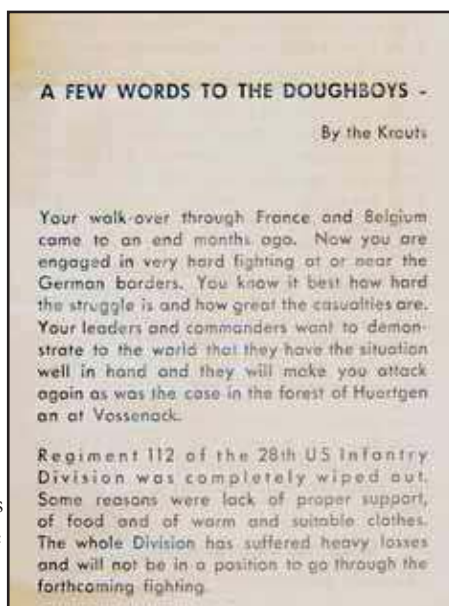 A FEW WORDS TO THE DOUGHBOYS -
By the Krauts
Your walk-over through France and Belgium
came to an end months ago. Now you are
engaged in very hard fighting at or near the
German borders. You know it best how hard
the struggle is and how great the casualties are.
Your leaders and commanders want to demon-
strate to the world that they have the situation
well in hand and they will make you attack
again as was the case in the forest of Huertgen
an at Vossenack.
Regiment 112 of the 28th US Infantry
Division was completely wiped out.
Some reasons were lack of proper support,
of food and of warm and suitable clothes.
The whole Division has suffered heavy losses
and will not be in a position to go through the
forthcoming fighting.